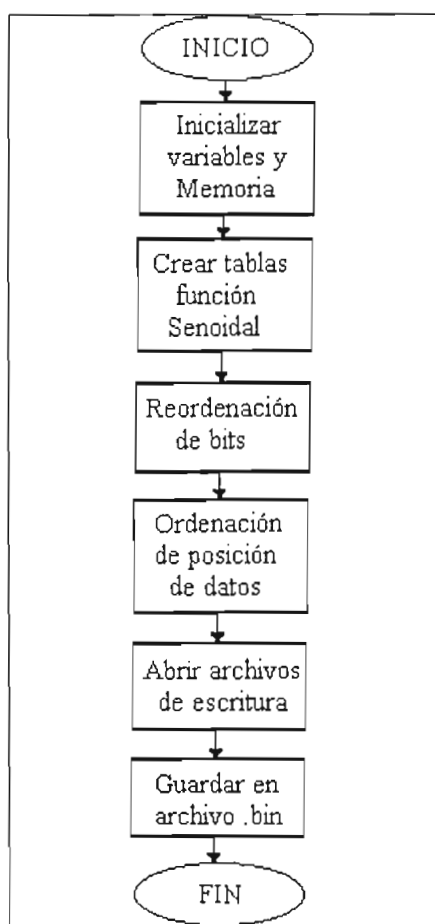 INICIO
Inicializar
variables y
Memoria
Crear tablas
función
Senoidal
Reordenación
de bits
Ordenación
de posición
de datos
Abrir archivos
de escritura
Guardar en
archivo .bin
FIN